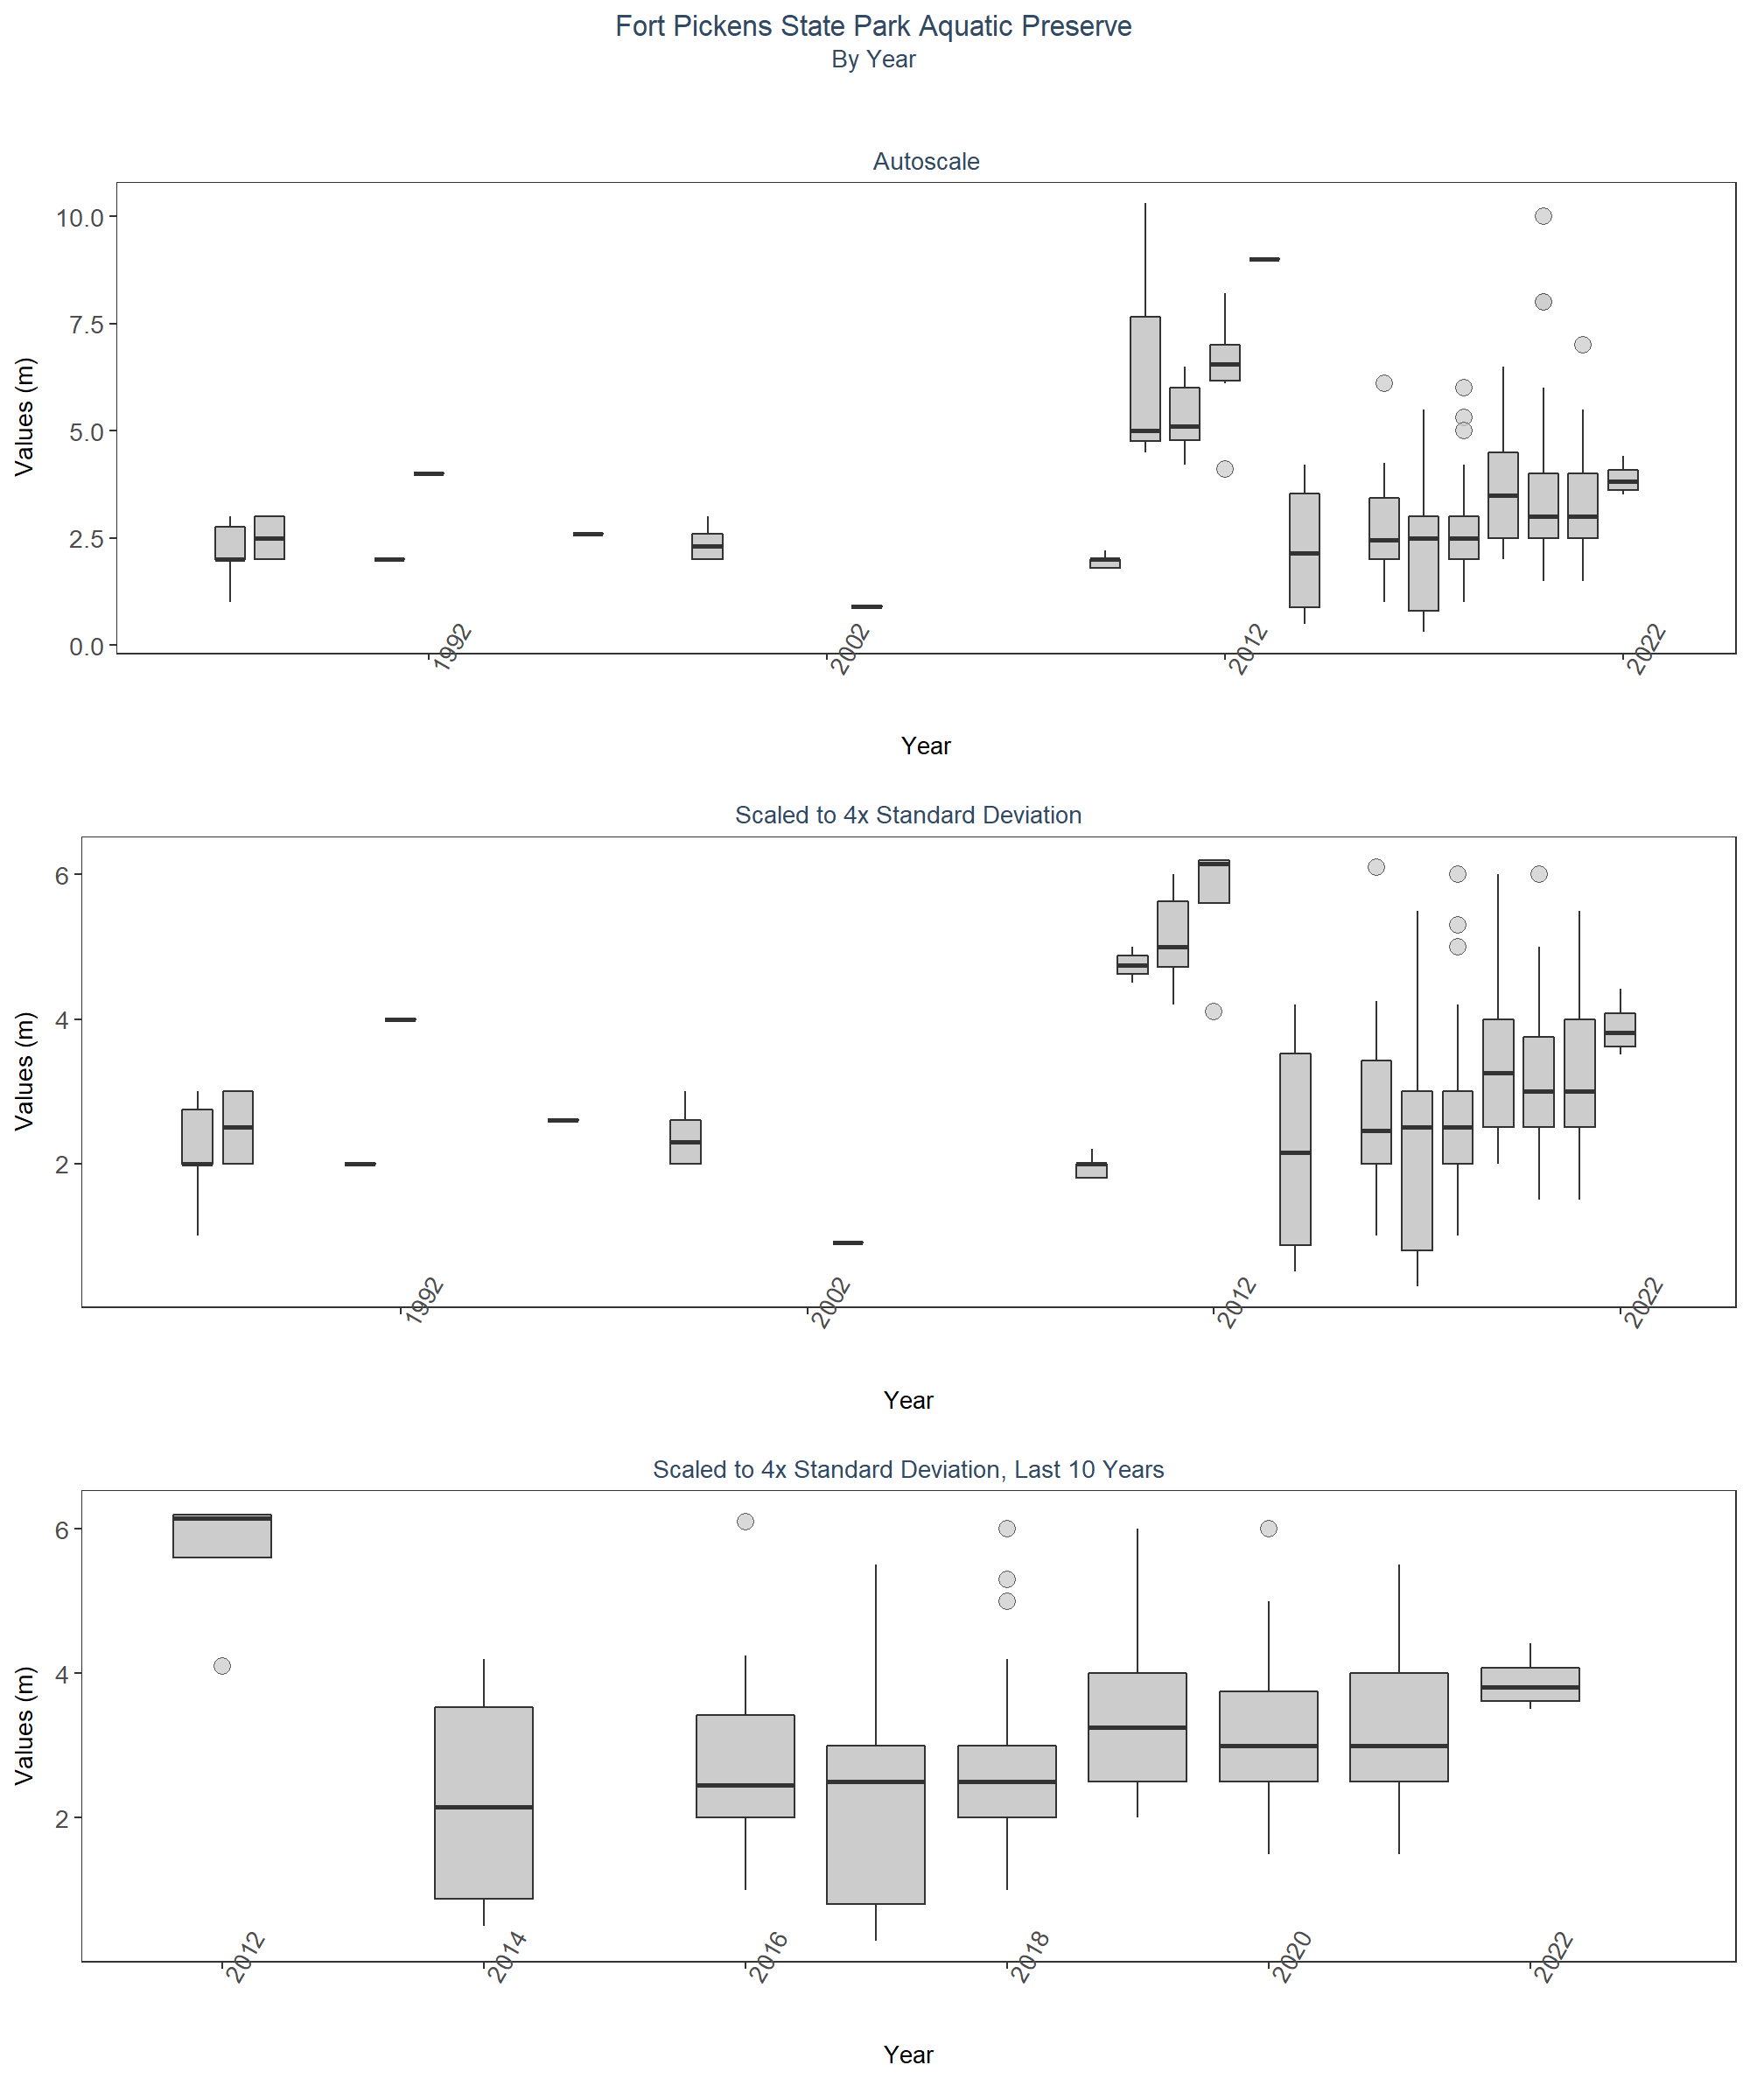 Fort Pickens State Park Aquatic Preserve
By Year
Autoscale
10.0
7.5
5.0
2.5
0.0
Values (m)
1992
2002
2012
2022
Year
Scaled to 4x Standard Deviation
6
4
2
Values (m)
1992
2002
2012
2022
Year
Scaled to 4x Standard Deviation, Last 10 Years
6
4
2
Values (m)
2012
2014
2016
2018
2020
2022
Year